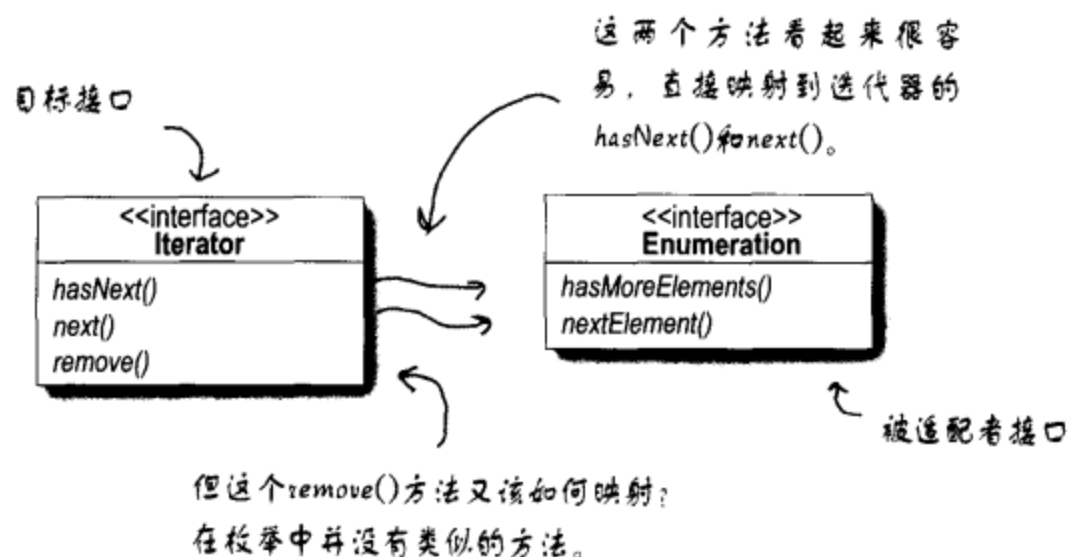 这两个方法看起来很容
易，直接映射到迭代器的
hasNext()和next()。
目标接口
<<interface>>
Iterator
hasNext()
next()
remove()
<<interface>>
Enumeration
hasMoreElements()
nextElement()
被适配者接口
但这个remove()方法又该如何映射？
在枚举中并没有类似的方法。